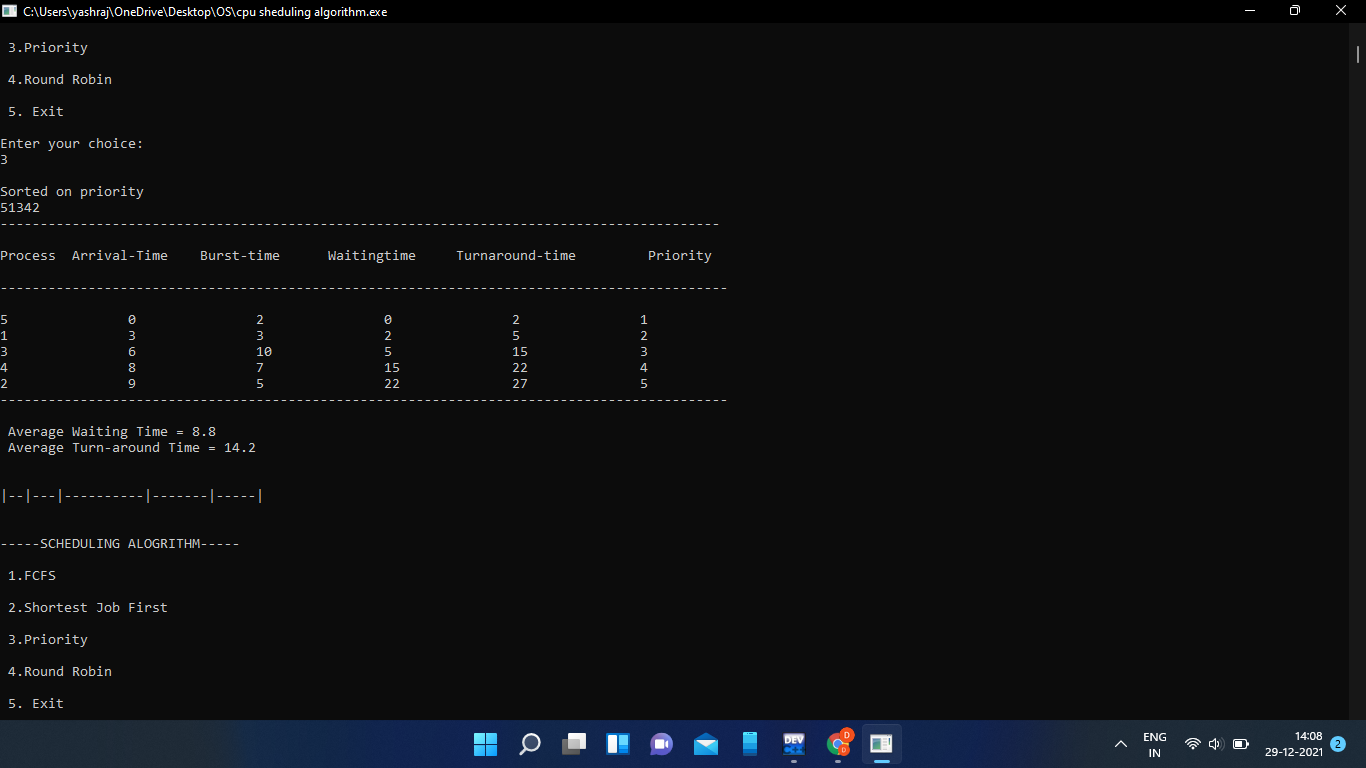 C:\Users\yashraj\OneDrive\Desktop\OS\cpu sheduling algorithm.exe
3.Priority
4.Round Robin
5. Exit
Enter your choice:
3
Sorted on priority
51342
------------------------------------------------------------------------------------------
Process  Arrival-Time    Burst-time      Waitingtime     Turnaround-time         Priority
-------------------------------------------------------------------------------------------
5               0               2               0               2               1
1               3               3               2               5               2
3               6               10              5               15              3
4               8               7               15              22              4
2               9               5               22              27              5
-------------------------------------------------------------------------------------------
Average Waiting Time = 8.8
Average Turn-around Time = 14.2
|--|---|----------|-------|-----|
-----SCHEDULING ALOGRITHM-----
1.FCFS
2.Shortest Job First
3.Priority
4.Round Robin
5. Exit
DEV
D
D
ENG
IN
14:08
29-12-2021
2